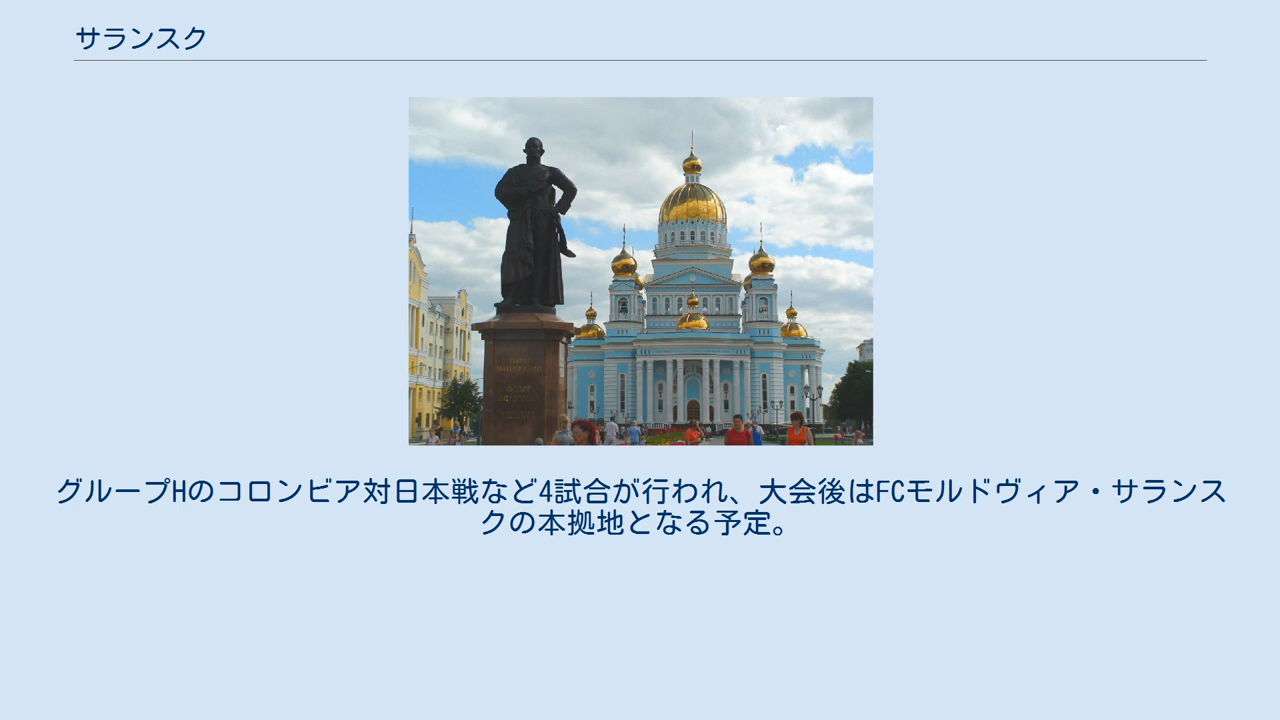 サランスク
グループHのコロンビア対日本戦など4試合が行われ、大会後はFCモルドヴィア・サランス
クの本拠地となる予定。